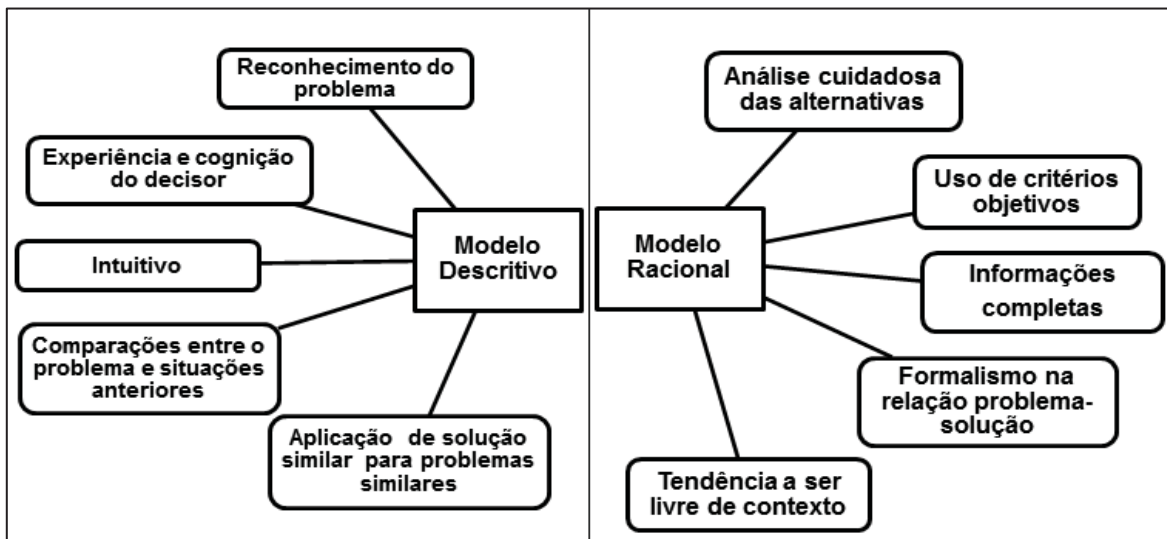 Reconhecimento do
problema
Experiência e cognição
do decisor
Intuitivo
Comparações entre o
problema e situações
anteriores
Aplicação de solução
similar para problemas
similares
Modelo
Descritivo
Análise cuidadosa
das alternativas
Uso de critérios
objetivos
Informações
completas
Formalismo na
relação problema-
solução
Tendência a ser
livre de contexto
Modelo
Racional